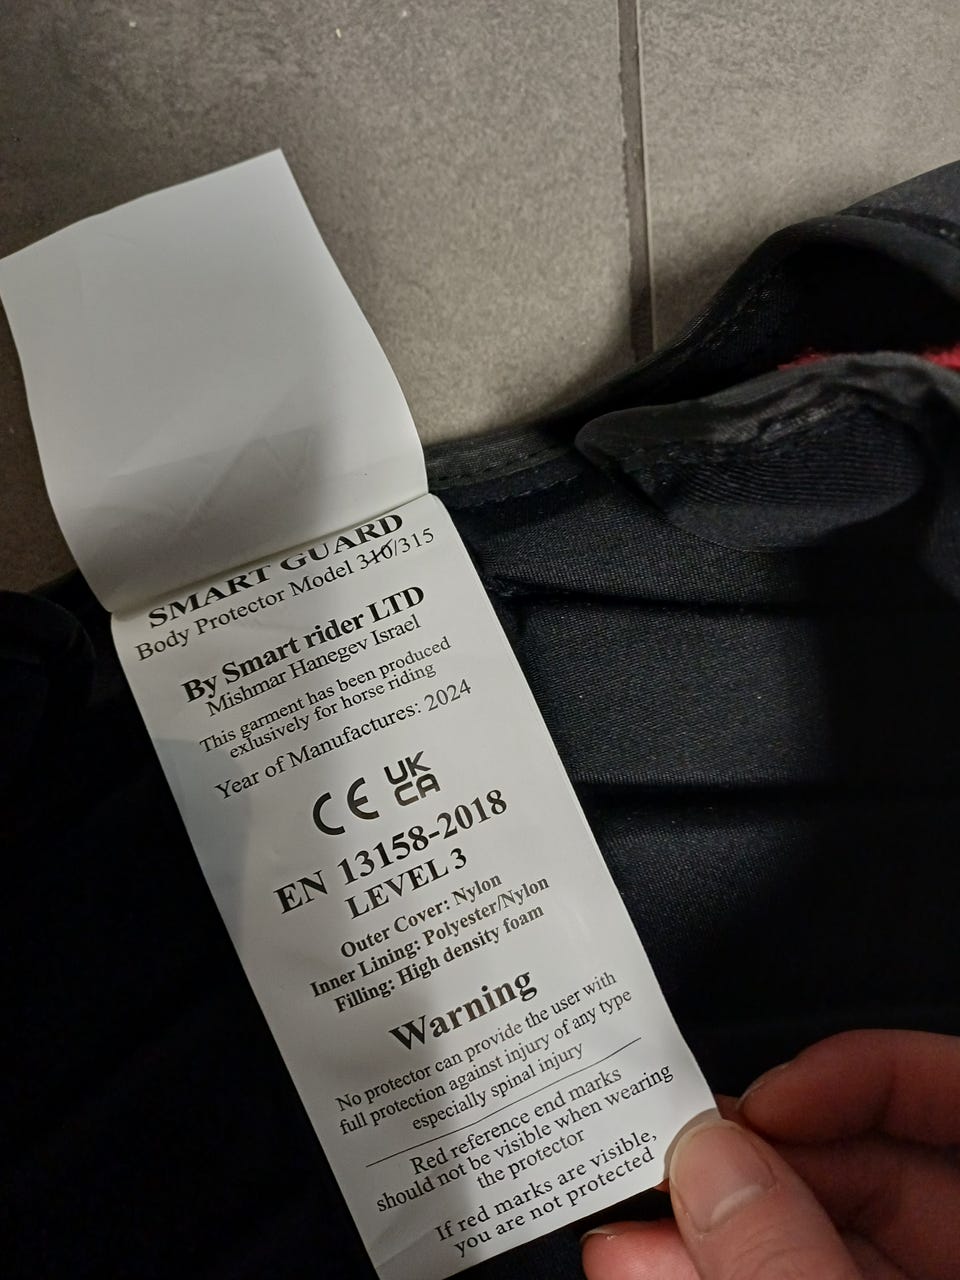 SMART GUARD
Body Protector Model 310/315
By Smart rider LTD
Mishmar Hanegev Israel
This garment has been produced
exlusively for horse riding
Year of Manufactures: 2024
CE UK
CA
EN 13158-2018
LEVEL 3
Outer Cover: Nylon
Inner Lining: Polyester/Nylon
Filling: High density foam
Warning
No protector can provide the user with
full protection against injury of any type
especially spinal injury
Red reference end marks
should not be visible when wearing
the protector
If red marks are visible,
you are not protected